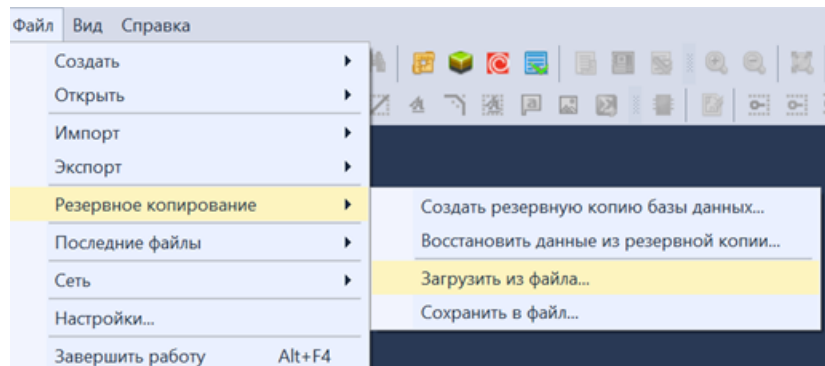 Файл Вид Справка
Создать
Открыть
Импорт
Экспорт
Резервное копирование
Создать резервную копию базы данных...
Восстановить данные из резервной копии...
Загрузить из файла...
Сохранить в файл...
Последние файлы
Сеть
Настройки...
Завершить работу Alt+F4